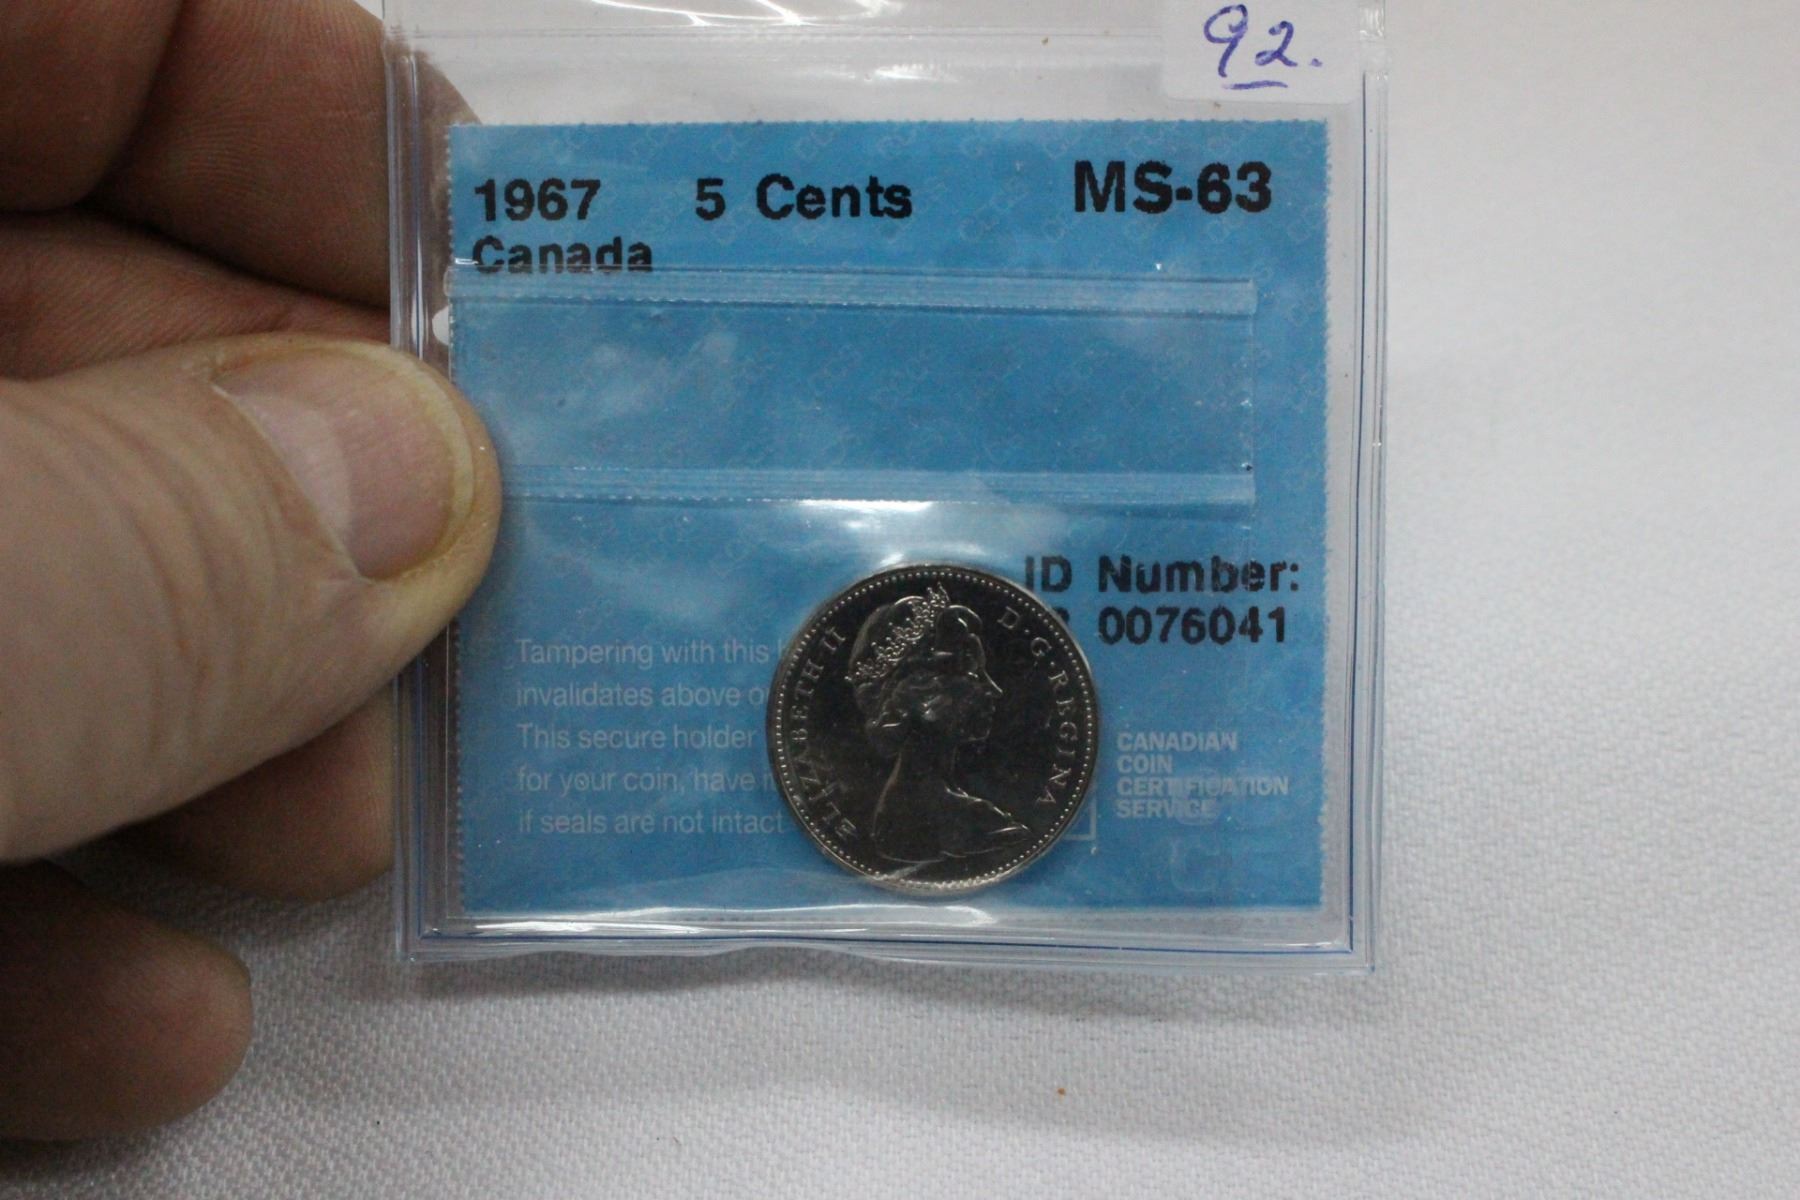 92.
1967 5 Cents MS-63
Canada
ID Number:
0076041
Tampering with this
invalidates above
This secure holder
for your coin, have
if seals are not intact
CANADIAN
COIN
CERTIFICATION
SERVICE
ELIZABETH II D·G·REGINA